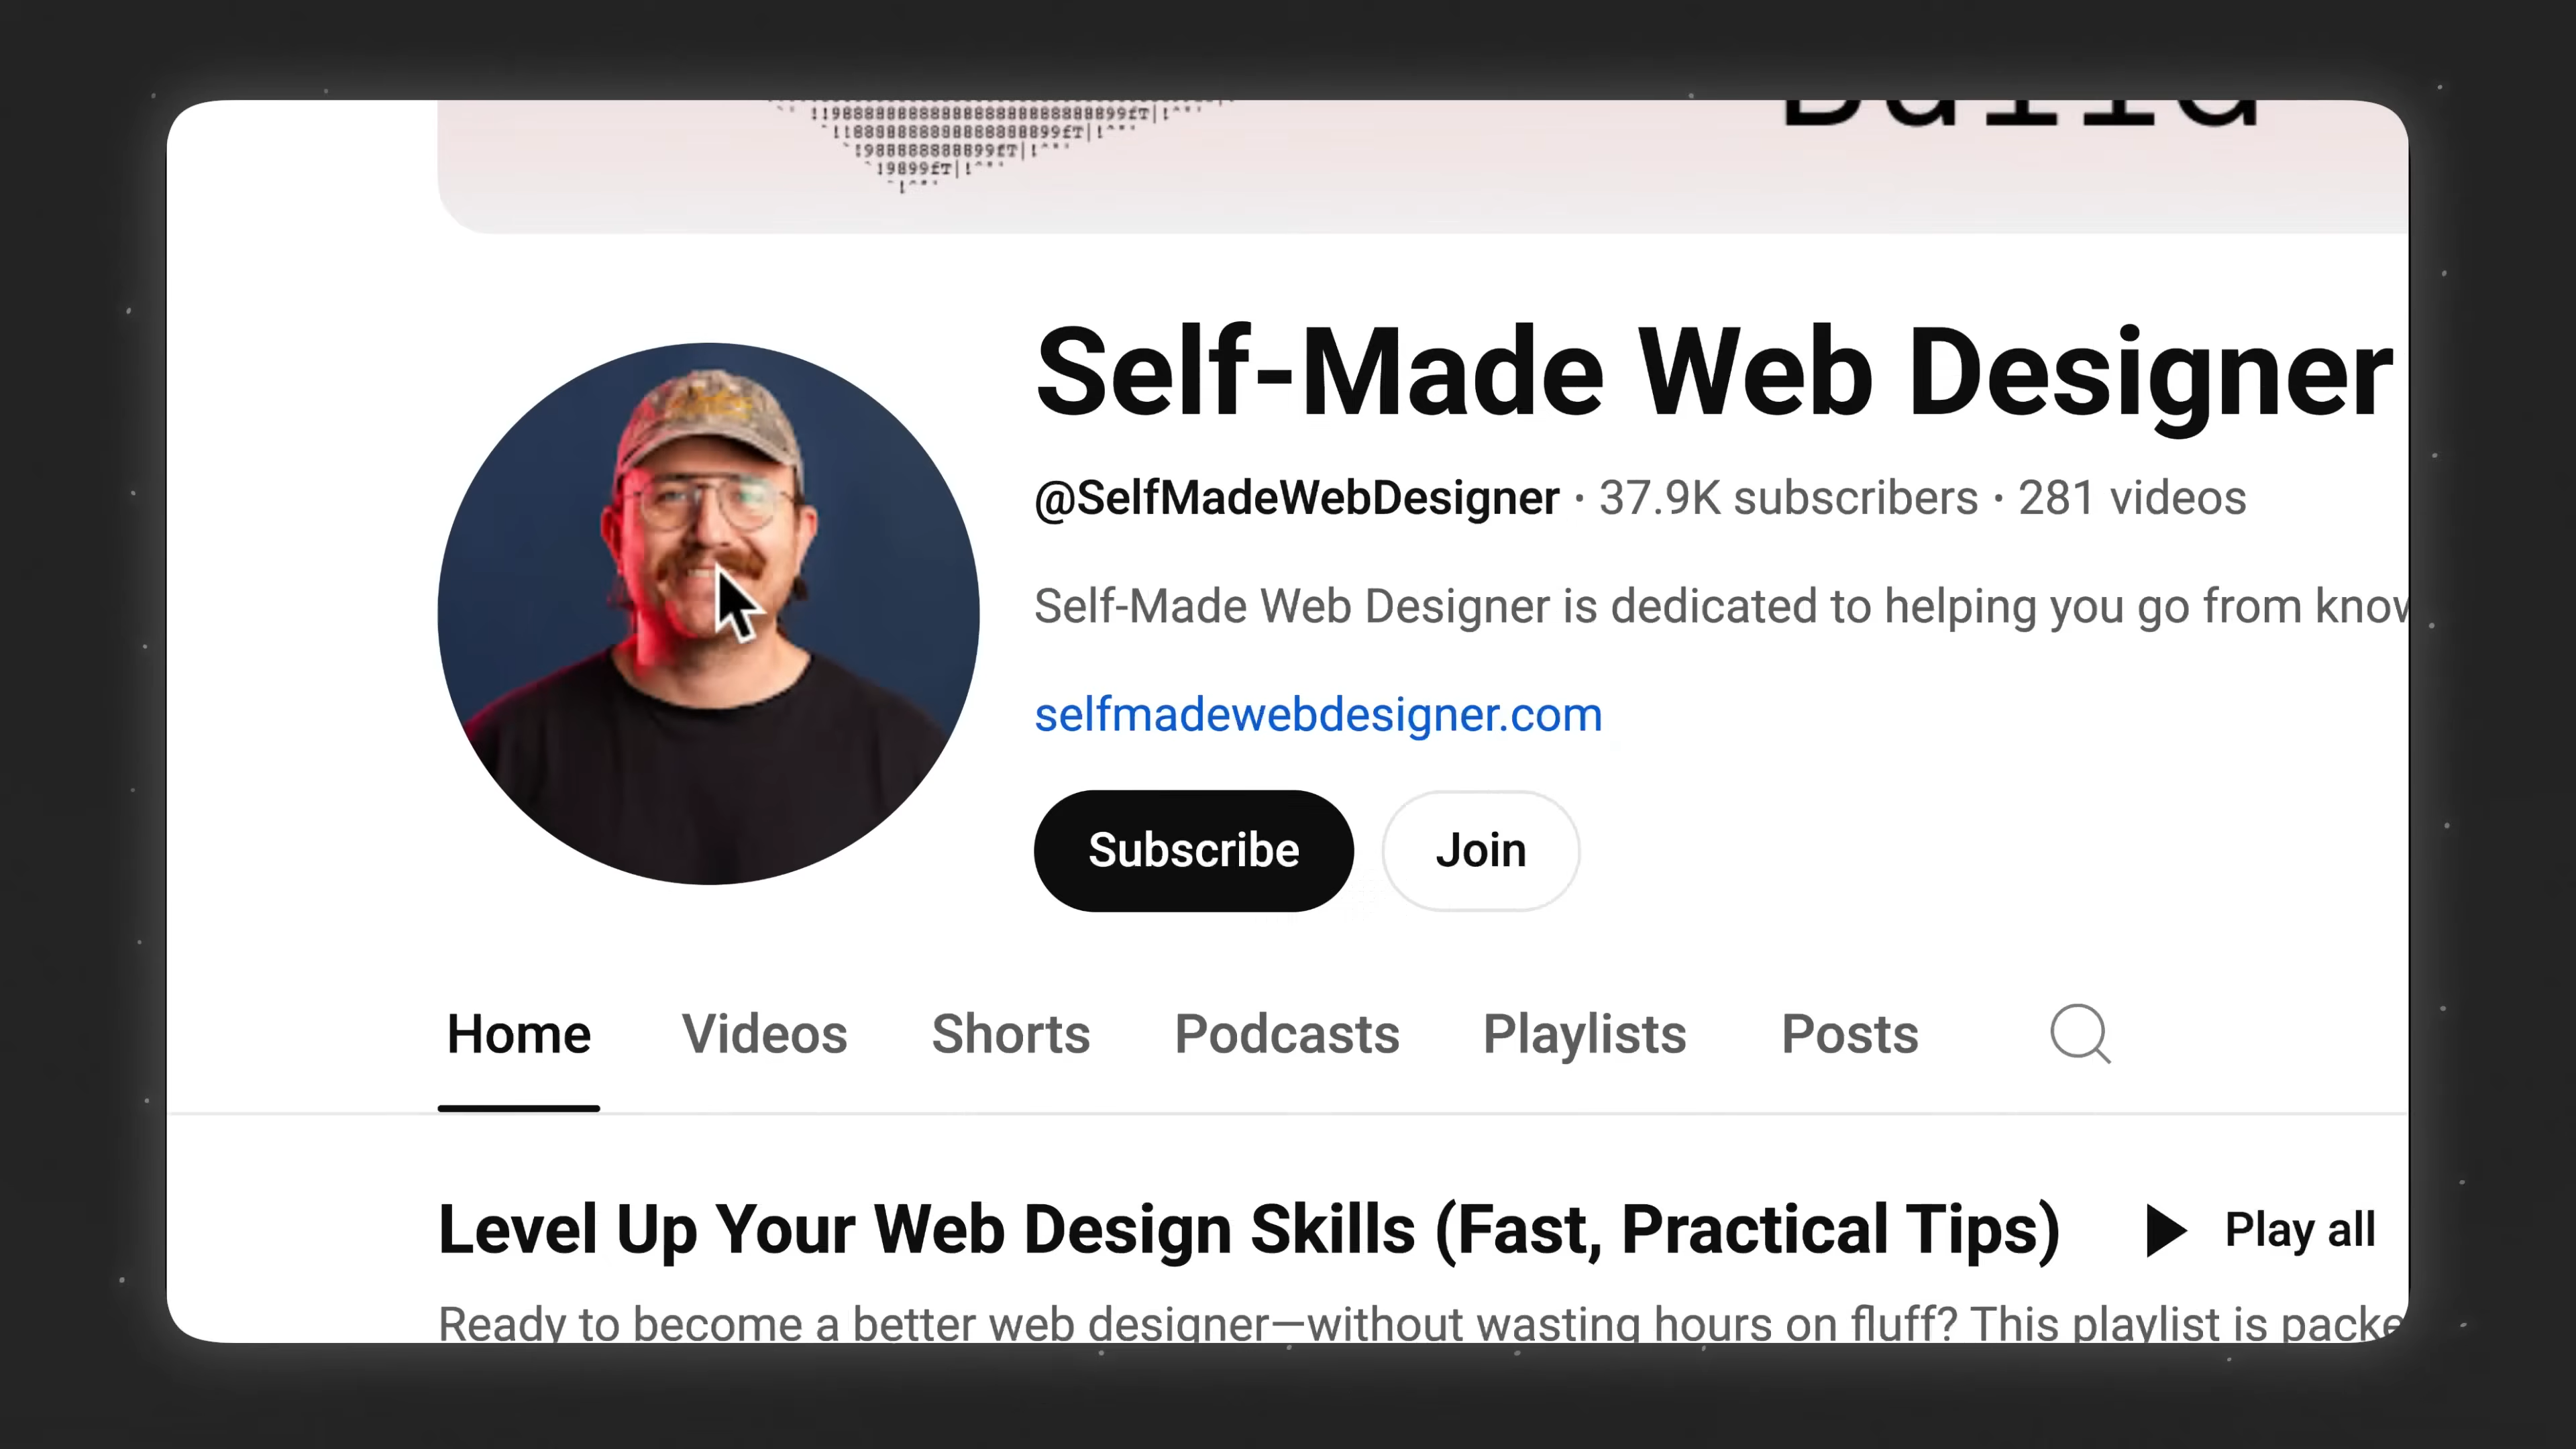 Build
Self-Made Web Designer
@SelfMadeWebDesigner · 37.9K subscribers · 281 videos
Self-Made Web Designer is dedicated to helping you go from
selfmadewebdesigner.com
Subscribe Join
Home Videos Shorts Podcasts Playlists Posts
Level Up Your Web Design Skills (Fast, Practical Tips) Play all
Ready to become a better web designer—without wasting hours on fluff? This playlist is